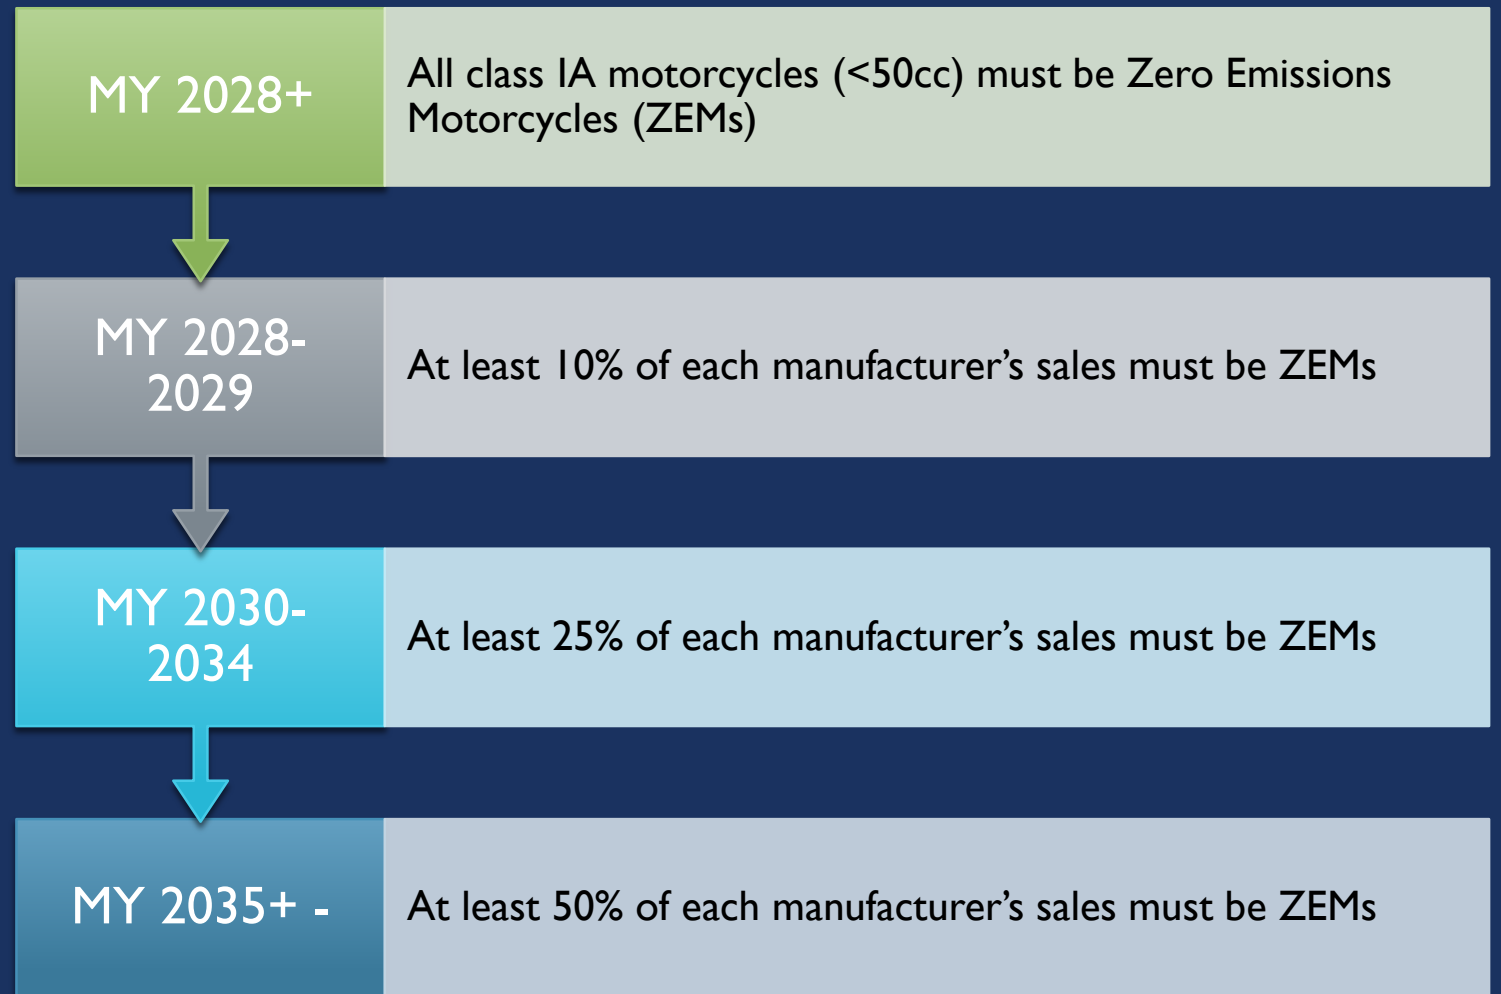 MY 2028+
All class IA motorcycles (<50cc) must be Zero Emissions
Motorcycles (ZEMs)
MY 2028-
2029
At least 10% of each manufacturer’s sales must be ZEMs
MY 2030-
2034
At least 25% of each manufacturer’s sales must be ZEMs
MY 2035+ -
At least 50% of each manufacturer’s sales must be ZEMs